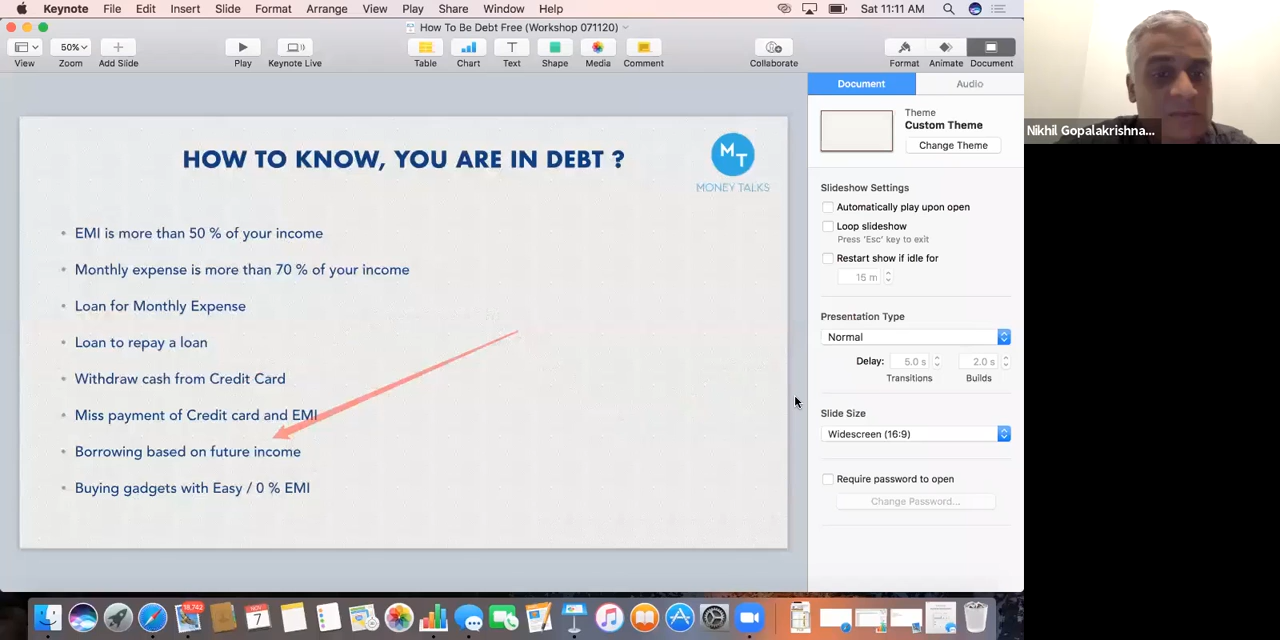 Keynote File Edit Insert Slide Format Arrange View Play Share Window Help Sat 11:11 AM
How To Be Debt Free (Workshop 071120)
50%
View Zoom Add Slide Play Keynote Live Table Chart Text Shape Media Comment Collaborate Format Animate Document
Document Audio
Theme
Custom Theme
Change Theme
Slideshow Settings
Automatically play upon open
Loop slideshow
Press 'Esc' key to exit
Restart show if idle for
15 m
Presentation Type
Normal
Delay: 5.0 s 2.0 s
Transitions Builds
Slide Size
Widescreen (16:9)
Require password to open
Change Password...
HOW TO KNOW, YOU ARE IN DEBT ?
MT
MONEY TALKS
• EMI is more than 50 % of your income
• Monthly expense is more than 70 % of your income
• Loan for Monthly Expense
• Loan to repay a loan
• Withdraw cash from Credit Card
• Miss payment of Credit card and EMI
• Borrowing based on future income
• Buying gadgets with Easy / 0 % EMI
Nikhil Gopalakrishna...
18,742
NOV
7